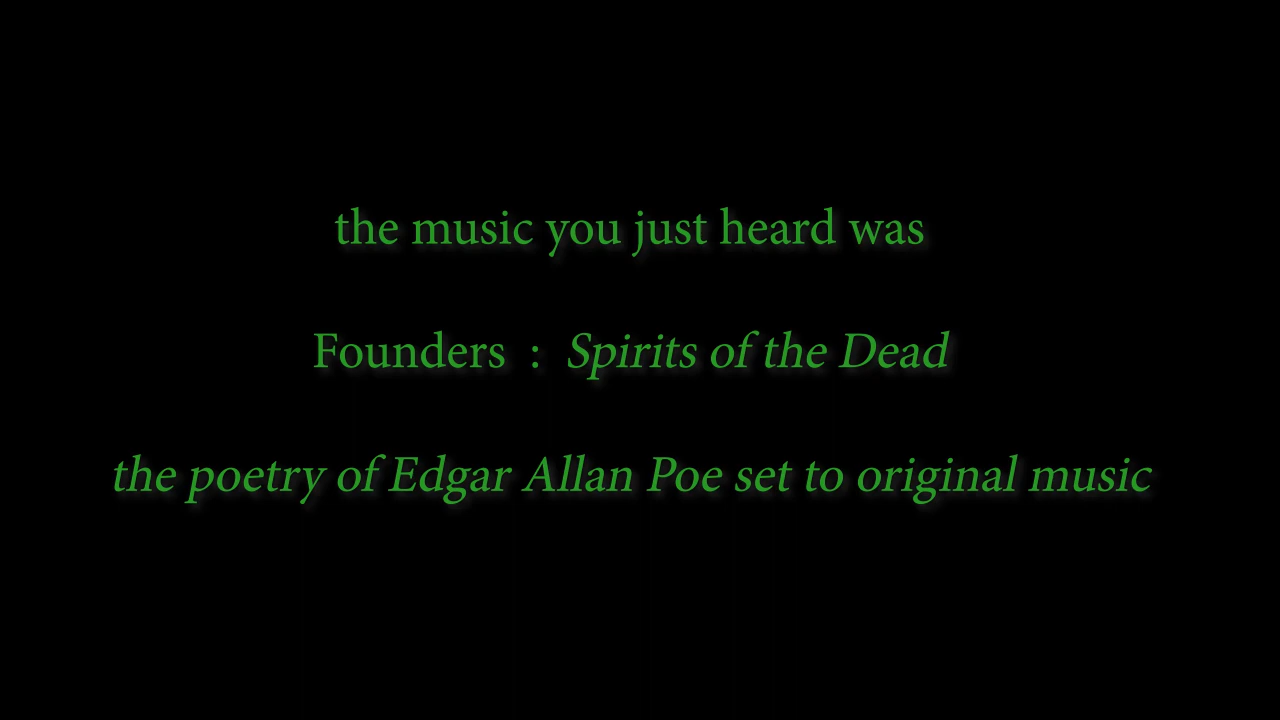 the music you just heard was
Founders : Spirits of the Dead
the poetry of Edgar Allan Poe set to original music